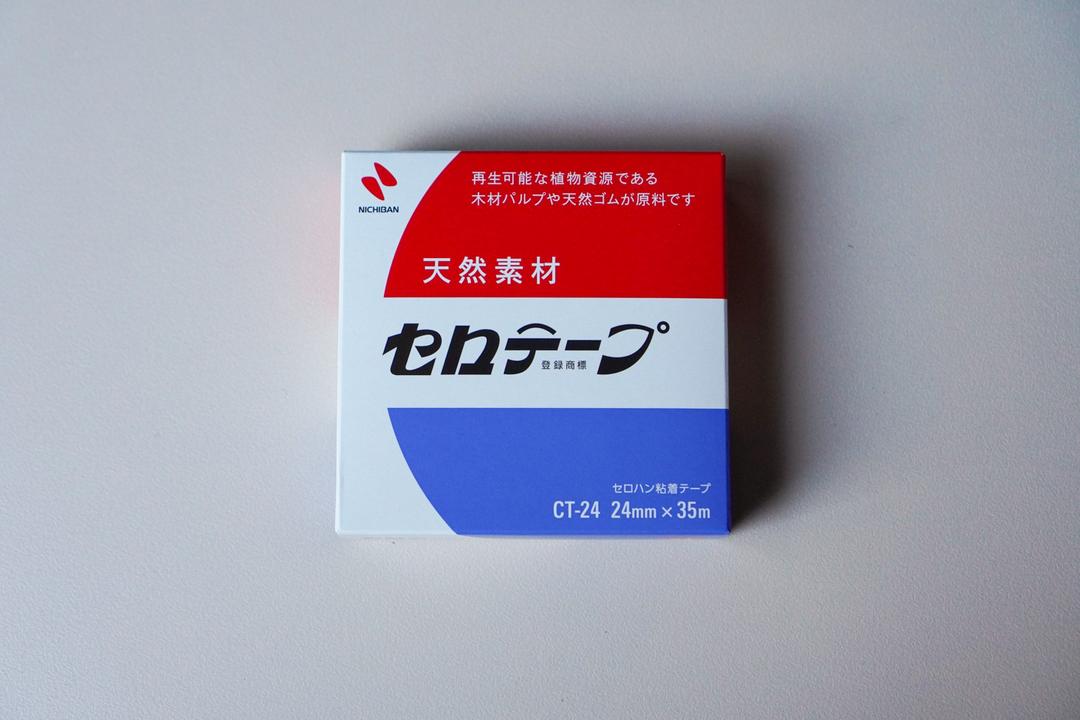 NICHIBAN
再生可能な植物資源である
木材パルプや天然ゴムが原料です
天然素材
セロテープ
登録商標
セロハン粘着テープ
CT-24 24mm×35m